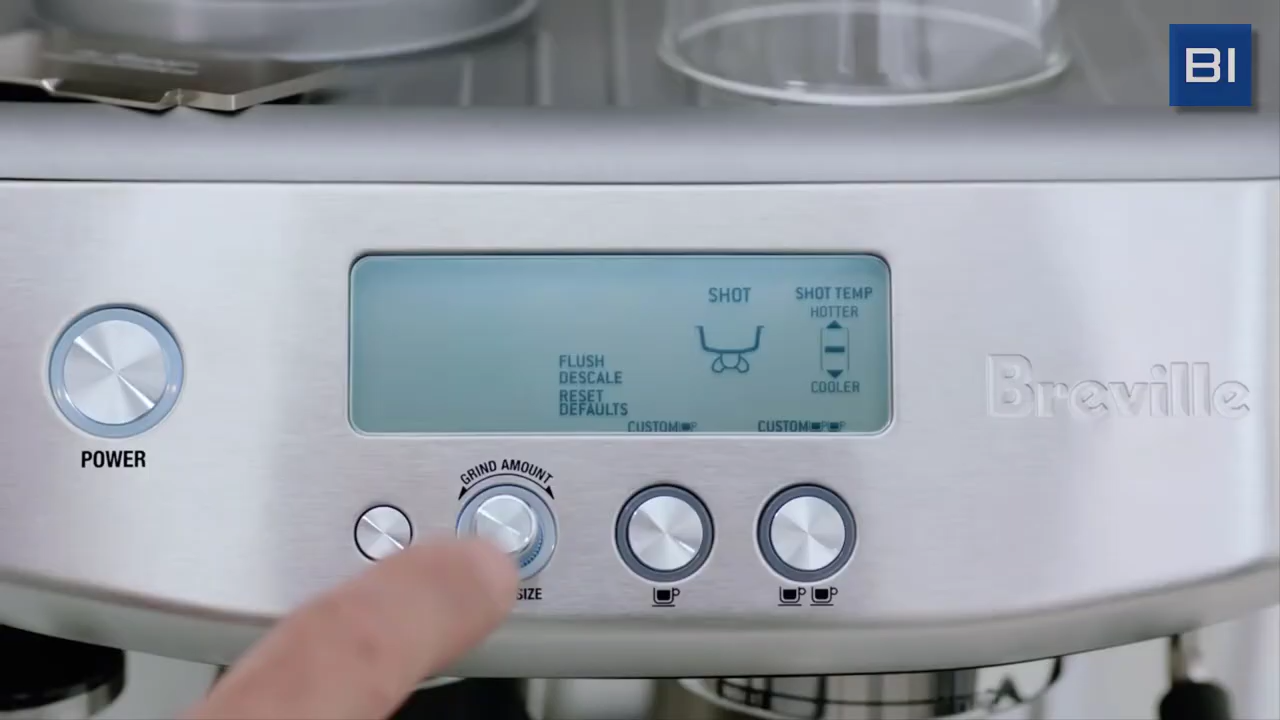 BI
SHOT
SHOT TEMP
HOTTER
COOLER
FLUSH
DESCALE
RESET
DEFAULTS
CUSTOM
CUSTOM
Breville
POWER
GRIND AMOUNT
SIZE